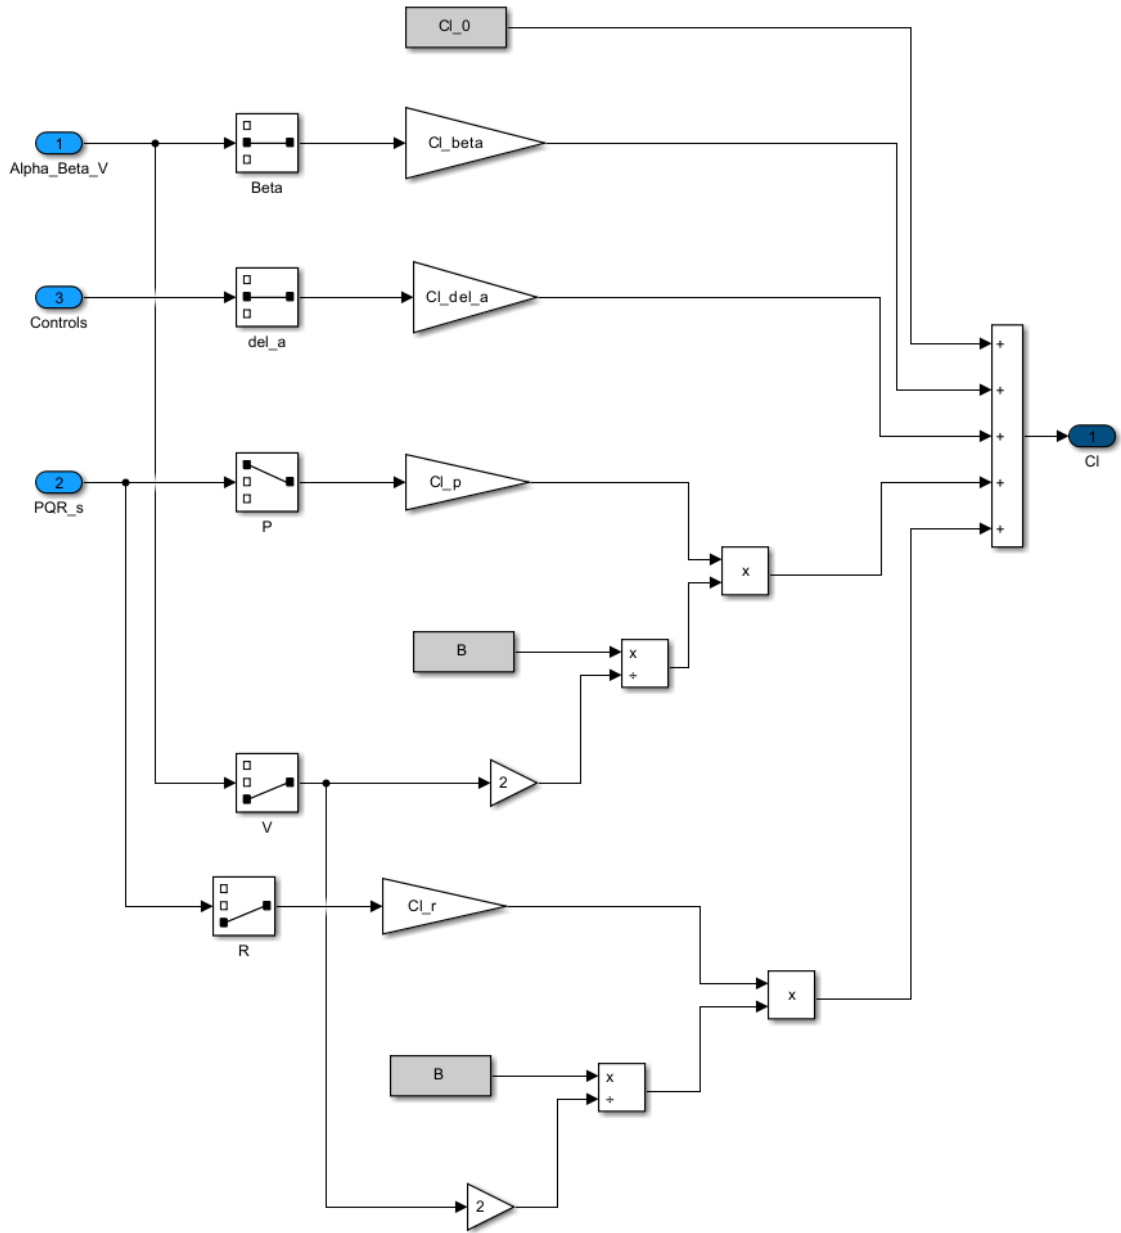 Cl_0
1
Alpha_Beta_V
Beta
Cl_beta
3
Controls
del_a
Cl_del_a
+
+
+
+
+
1
Cl
2
PQR_s
P
Cl_p
x
B
x
÷
V
2
R
Cl_r
x
B
x
÷
2